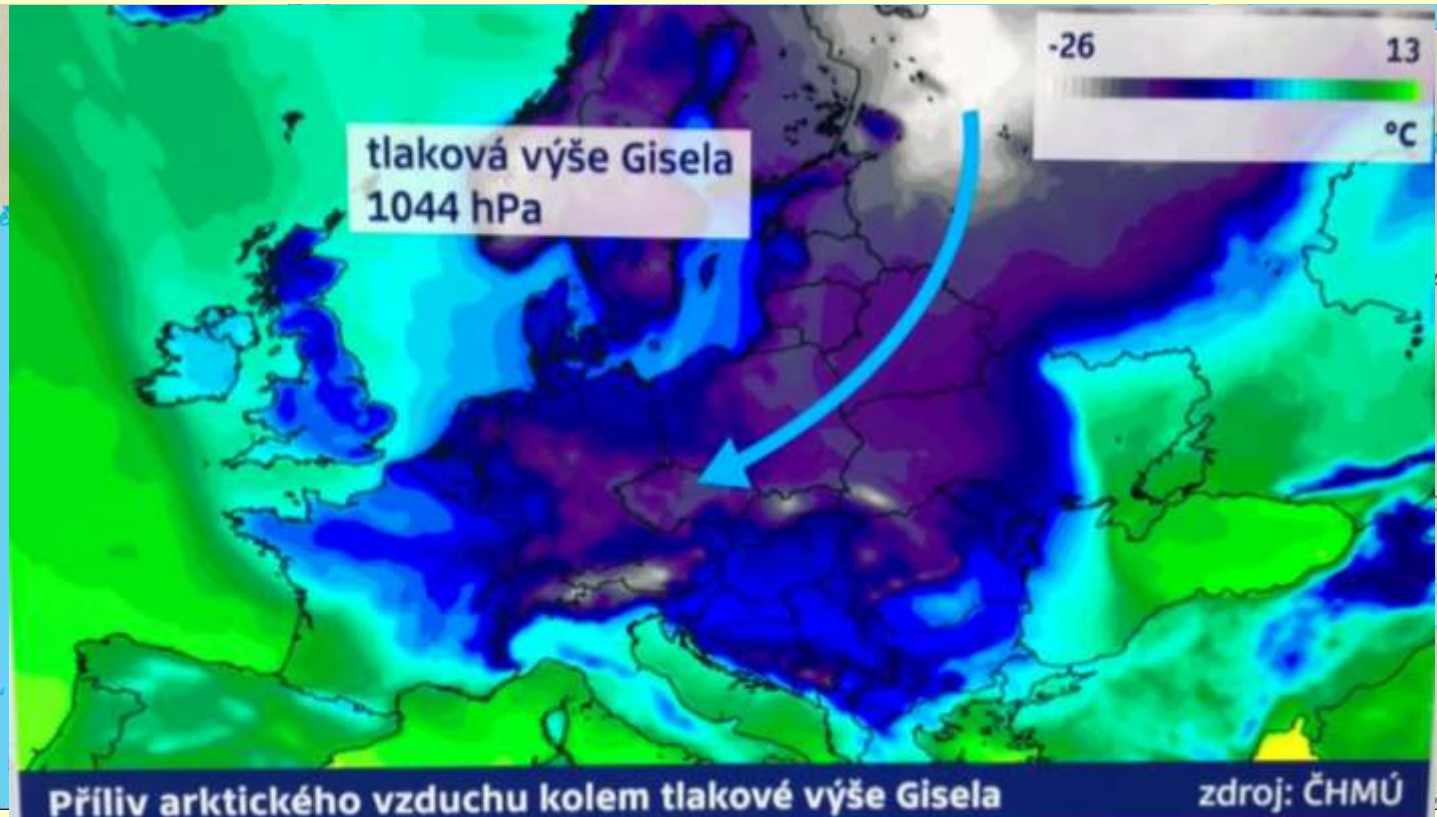 -26 13
°C
tlaková výše Gisela
1044 hPa
Příliv arktického vzduchu kolem tlakové výše Gisela zdroj: ČHMÚ